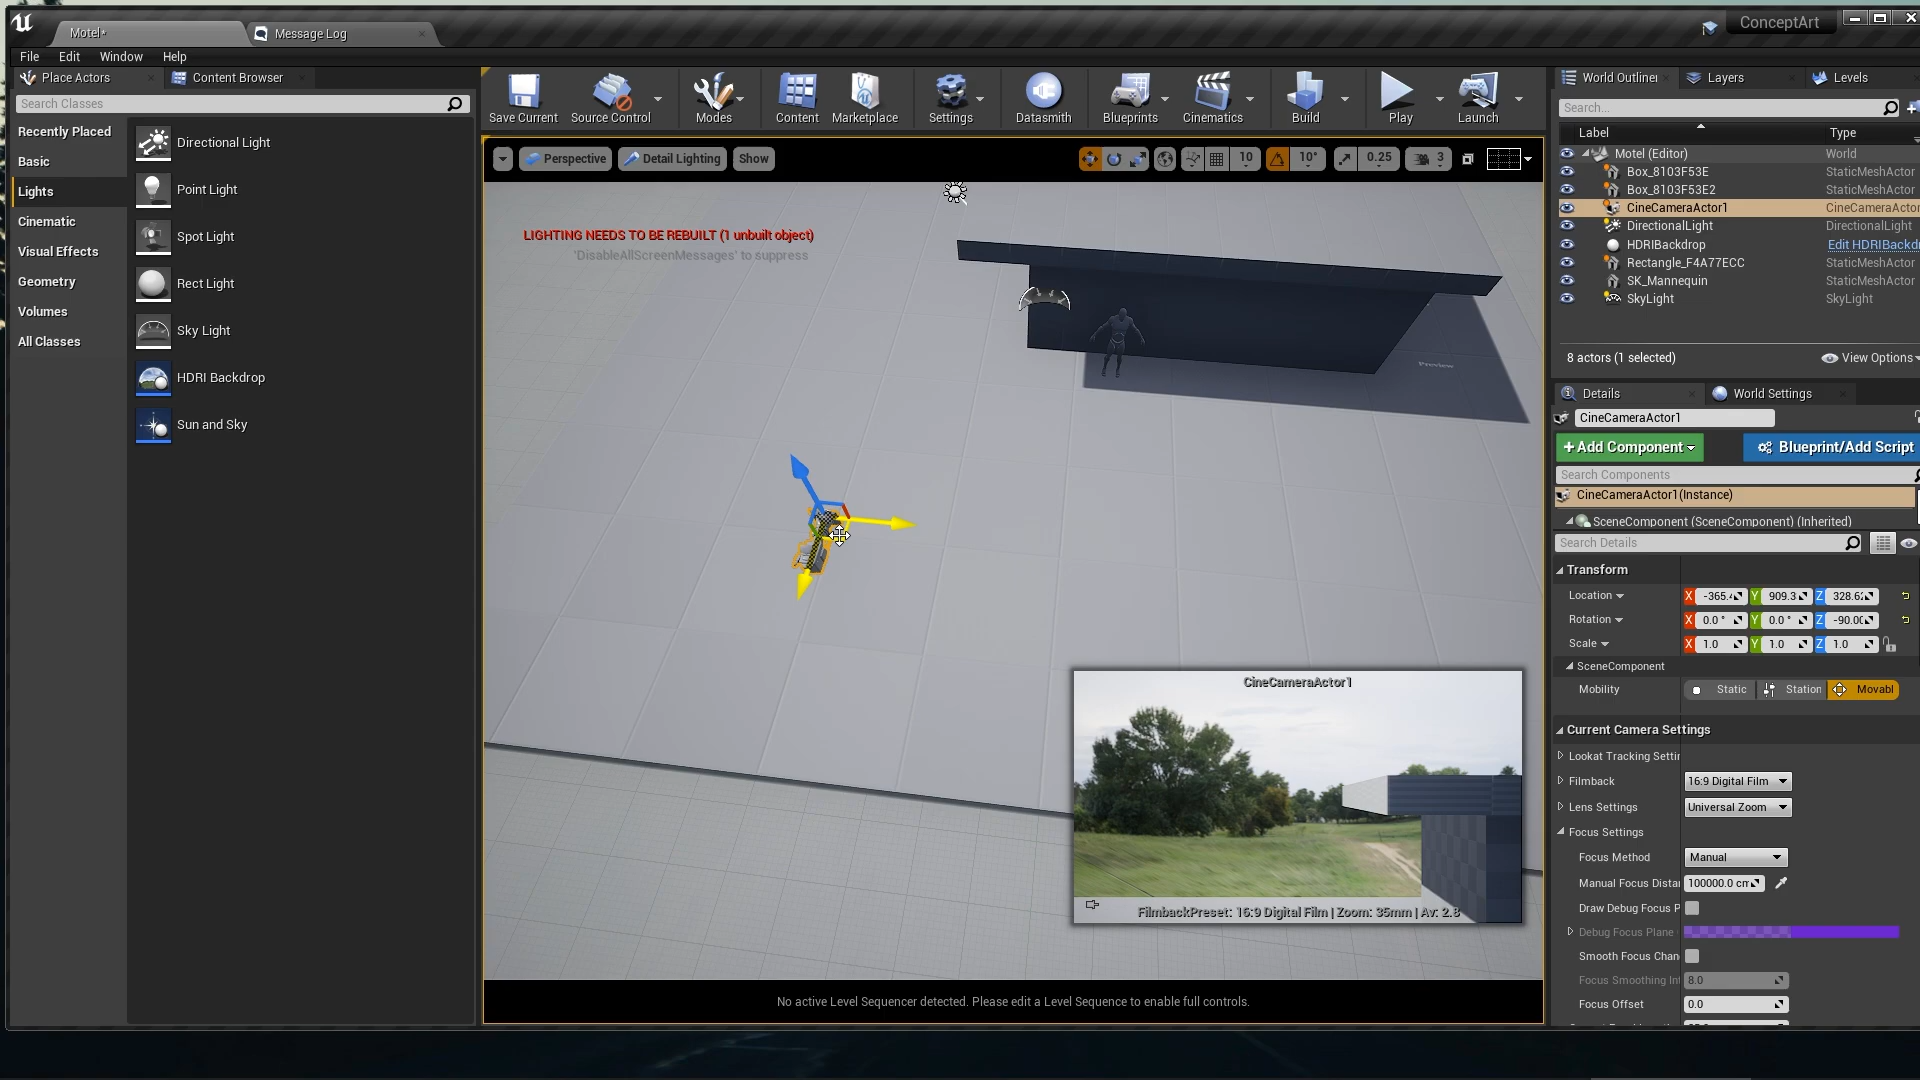 Motel*
Message Log
ConceptArt
File Edit Window Help
Place Actors
Content Browser
Search Classes
Recently Placed
Basic
Lights
Cinematic
Visual Effects
Geometry
Volumes
All Classes
Directional Light
Point Light
Spot Light
Rect Light
Sky Light
HDRI Backdrop
Sun and Sky
Save Current
Source Control
Modes
Content
Marketplace
Settings
Datasmith
Blueprints
Cinematics
Build
Play
Launch
Perspective
Detail Lighting
Show
10
10°
0.25
3
LIGHTING NEEDS TO BE REBUILT (1 unbuilt object)
'DisableAllScreenMessages' to suppress
Preview
CineCameraActor1
FilmbackPreset: 16:9 Digital Film | Zoom: 35mm | Av: 2.8
No active Level Sequencer detected. Please edit a Level Sequence to enable full controls.
World Outliner
Layers
Levels
Search...
Label Type
Motel (Editor) World
Box_8103F53E StaticMeshActor
Box_8103F53E2 StaticMeshActor
CineCameraActor1 CineCameraActor
DirectionalLight DirectionalLight
HDRIBackdrop Edit HDRIBackd
Rectangle_F4A77ECC StaticMeshActor
SK_Mannequin StaticMeshActor
SkyLight SkyLight
8 actors (1 selected)
View Options
Details
World Settings
CineCameraActor1
+Add Component
Blueprint/Add Script
Search Components
CineCameraActor1(Instance)
SceneComponent (SceneComponent) (Inherited)
Search Details
Transform
Location X -365. Y 909.3 Z 328.6
Rotation X 0.0° Y 0.0° Z -90.0
Scale X 1.0 Y 1.0 Z 1.0
SceneComponent
Mobility Static Station Movabl
Current Camera Settings
Lookat Tracking Settin
Filmback 16:9 Digital Film
Lens Settings Universal Zoom
Focus Settings
Focus Method Manual
Manual Focus Distan 100000.0 cm
Draw Debug Focus P
Debug Focus Plane
Smooth Focus Chan
Focus Smoothing Int 8.0
Focus Offset 0.0